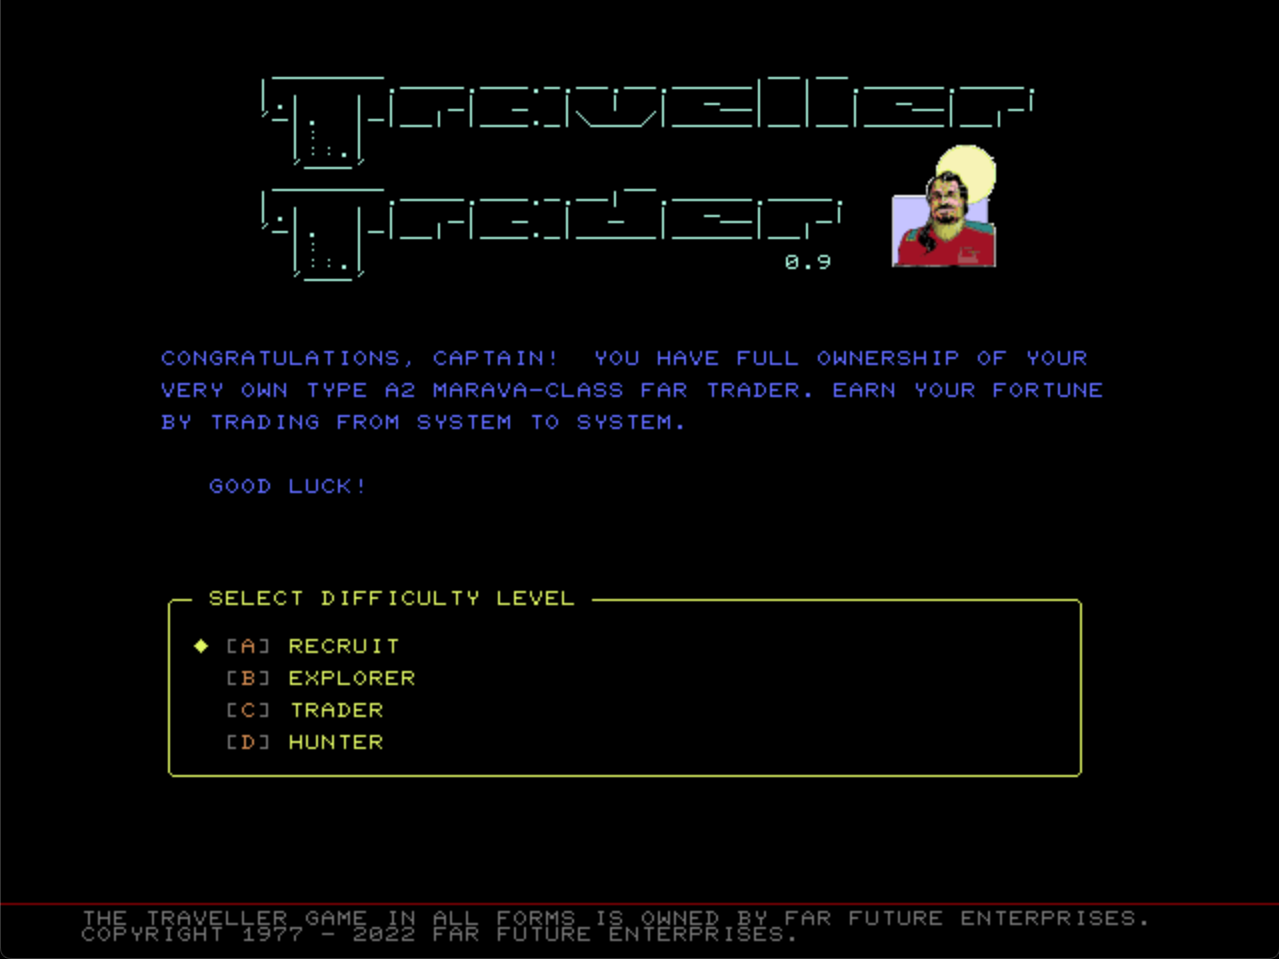 Traveller
Trader
0.9
CONGRATULATIONS, CAPTAIN!  YOU HAVE FULL OWNERSHIP OF YOUR
VERY OWN TYPE A2 MARAVA-CLASS FAR TRADER. EARN YOUR FORTUNE
BY TRADING FROM SYSTEM TO SYSTEM.
GOOD LUCK!
SELECT DIFFICULTY LEVEL
[A] RECRUIT
[B] EXPLORER
[C] TRADER
[D] HUNTER
THE TRAVELLER GAME IN ALL FORMS IS OWNED BY FAR FUTURE ENTERPRISES.
COPYRIGHT 1977 - 2022 FAR FUTURE ENTERPRISES.